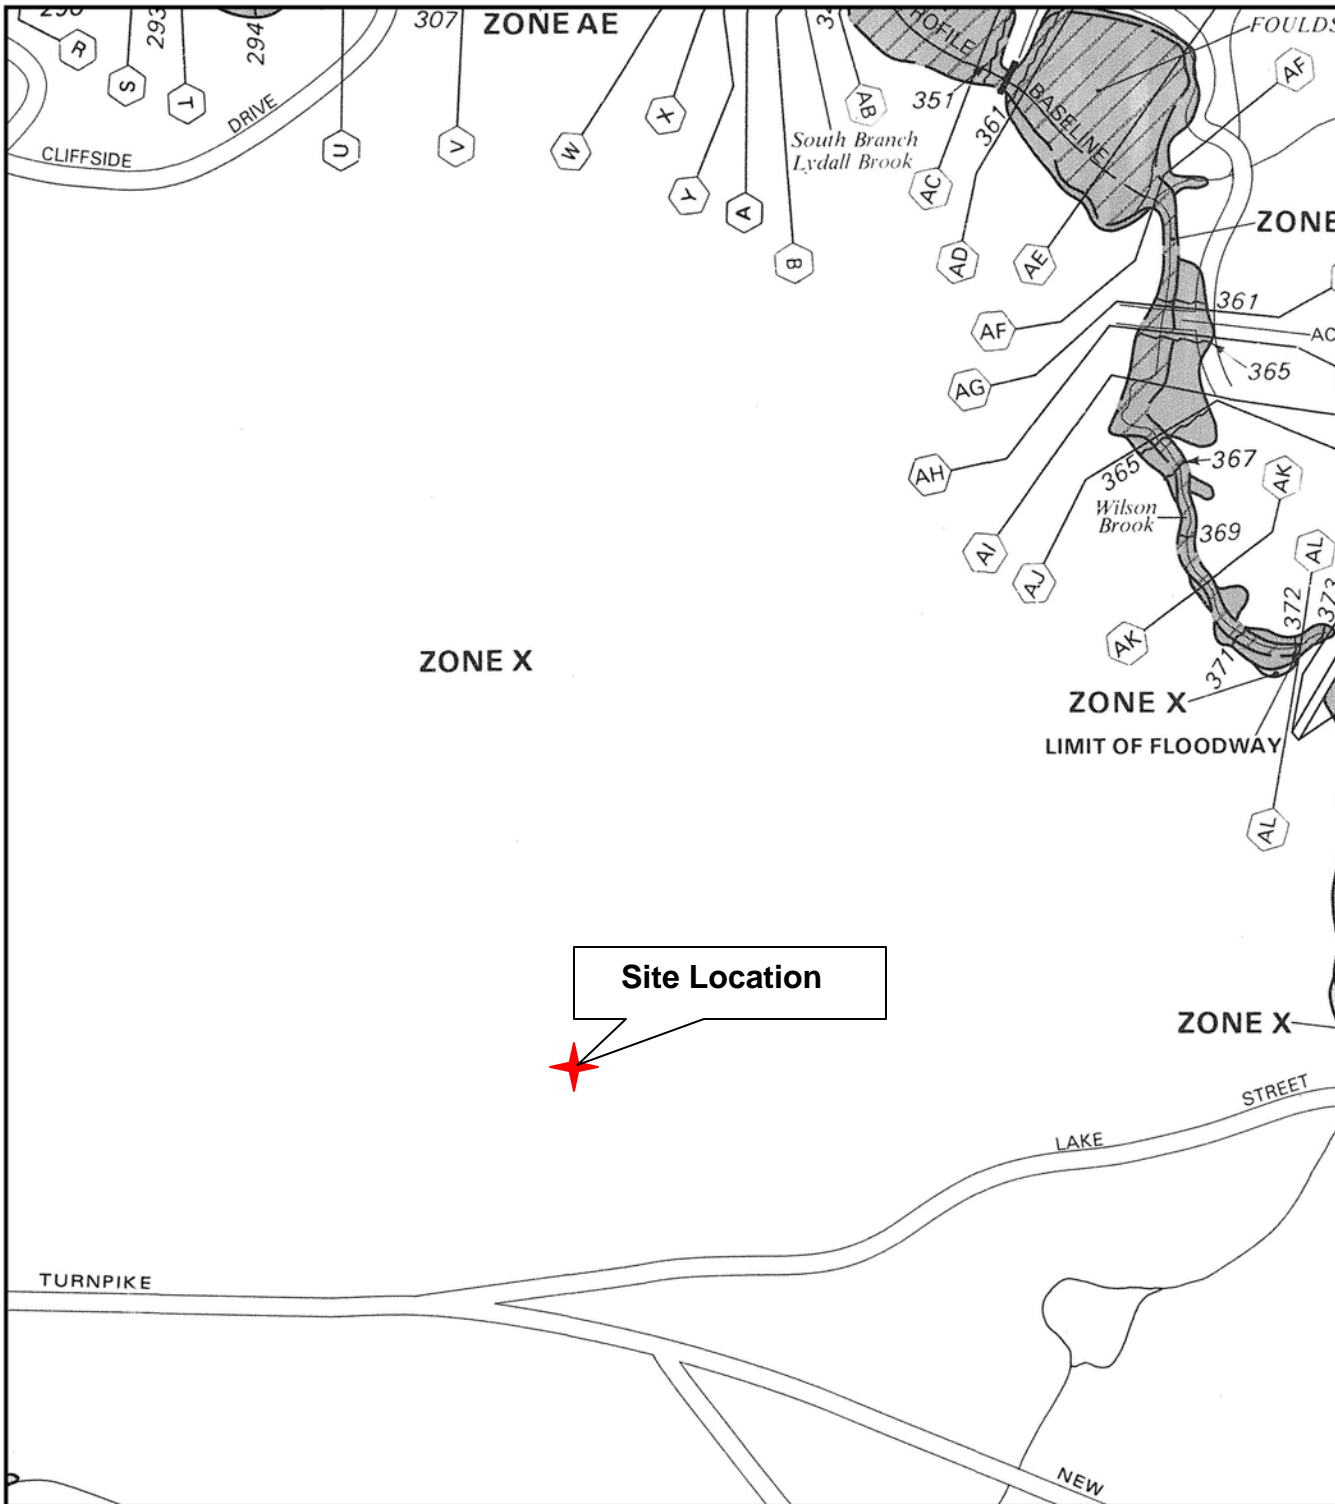 307
ZONE AE
FOULDS
R
S
293
T
294
U
V
W
X
Y
A
B
AB
PROFILE
BASELINE
351
361
AC
AD
AE
AF
DRIVE
CLIFFSIDE
South Branch
Lydall Brook
ZONE
361
AF
AG
365
AH
AI
AJ
365
367
AK
Wilson
Brook
369
AL
372
373
AK
371
ZONE X
ZONE X
LIMIT OF FLOODWAY
AL
Site Location
ZONE X
STREET
LAKE
TURNPIKE
NEW